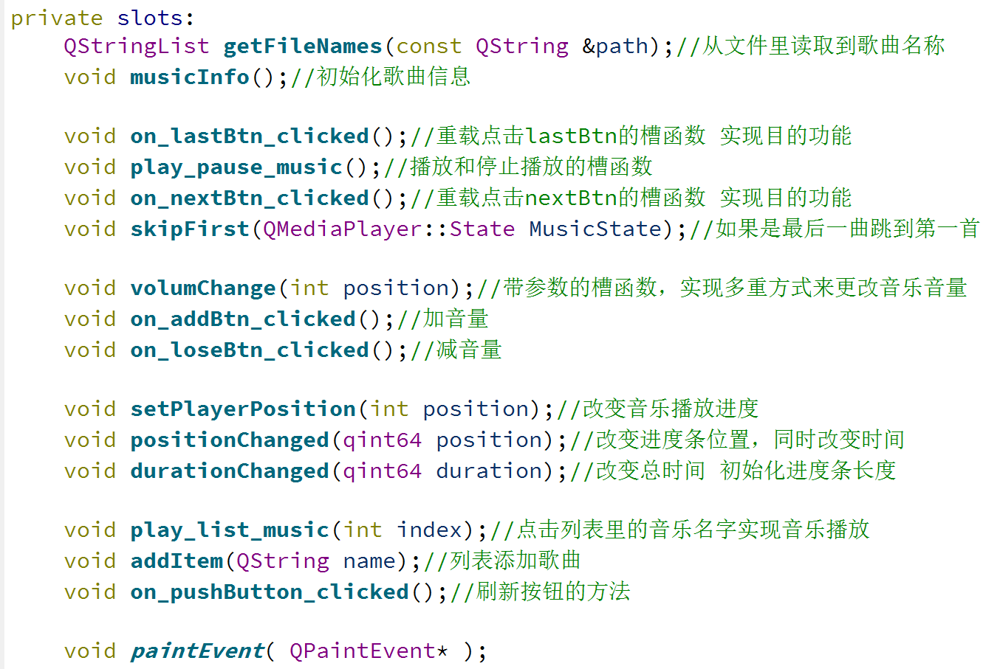 private slots:
QStringList getFileNames(const QString &path);//从文件里读取到歌曲名称
void musicInfo();//初始化歌曲信息
void on_lastBtn_clicked();//重载点击lastBtn的槽函数 实现目的功能
void play_pause_music();//播放和停止播放的槽函数
void on_nextBtn_clicked();//重载点击nextBtn的槽函数 实现目的功能
void skipFirst(QMediaPlayer::State MusicState);//如果是最后一曲跳到第一首
void volumChange(int position);//带参数的槽函数，实现多重方式来更改音乐音量
void on_addBtn_clicked();//加音量
void on_loseBtn_clicked();//减音量
void setPlayerPosition(int position);//改变音乐播放进度
void positionChanged(qint64 position);//改变进度条位置，同时改变时间
void durationChanged(qint64 duration);//改变总时间 初始化进度条长度
void play_list_music(int index);//点击列表里的音乐名字实现音乐播放
void addItem(QString name);//列表添加歌曲
void on_pushButton_clicked();//刷新按钮的方法
void paintEvent( QPaintEvent* );